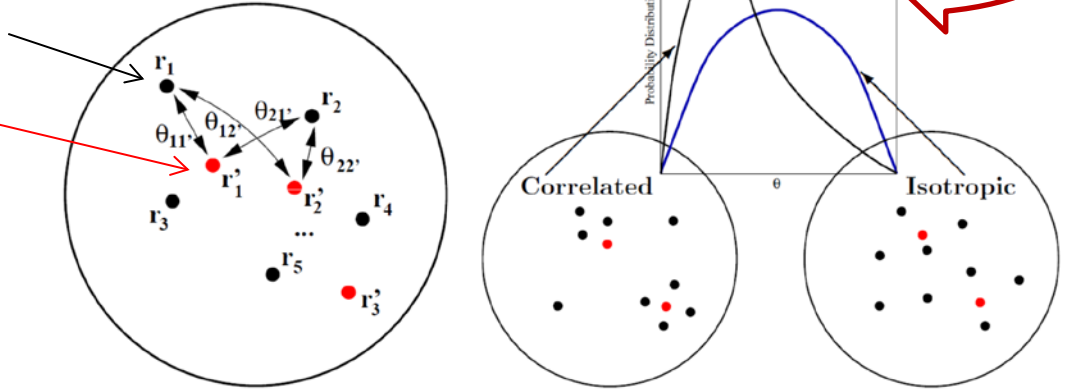 r₁
r₂
θ₁₁'
θ₁₂'
θ₂₁'
θ₂₂'
r'₁
r'₂
r₃
r₄
...
r₅
r'₃
Probability Distributi
θ
Correlated
Isotropic